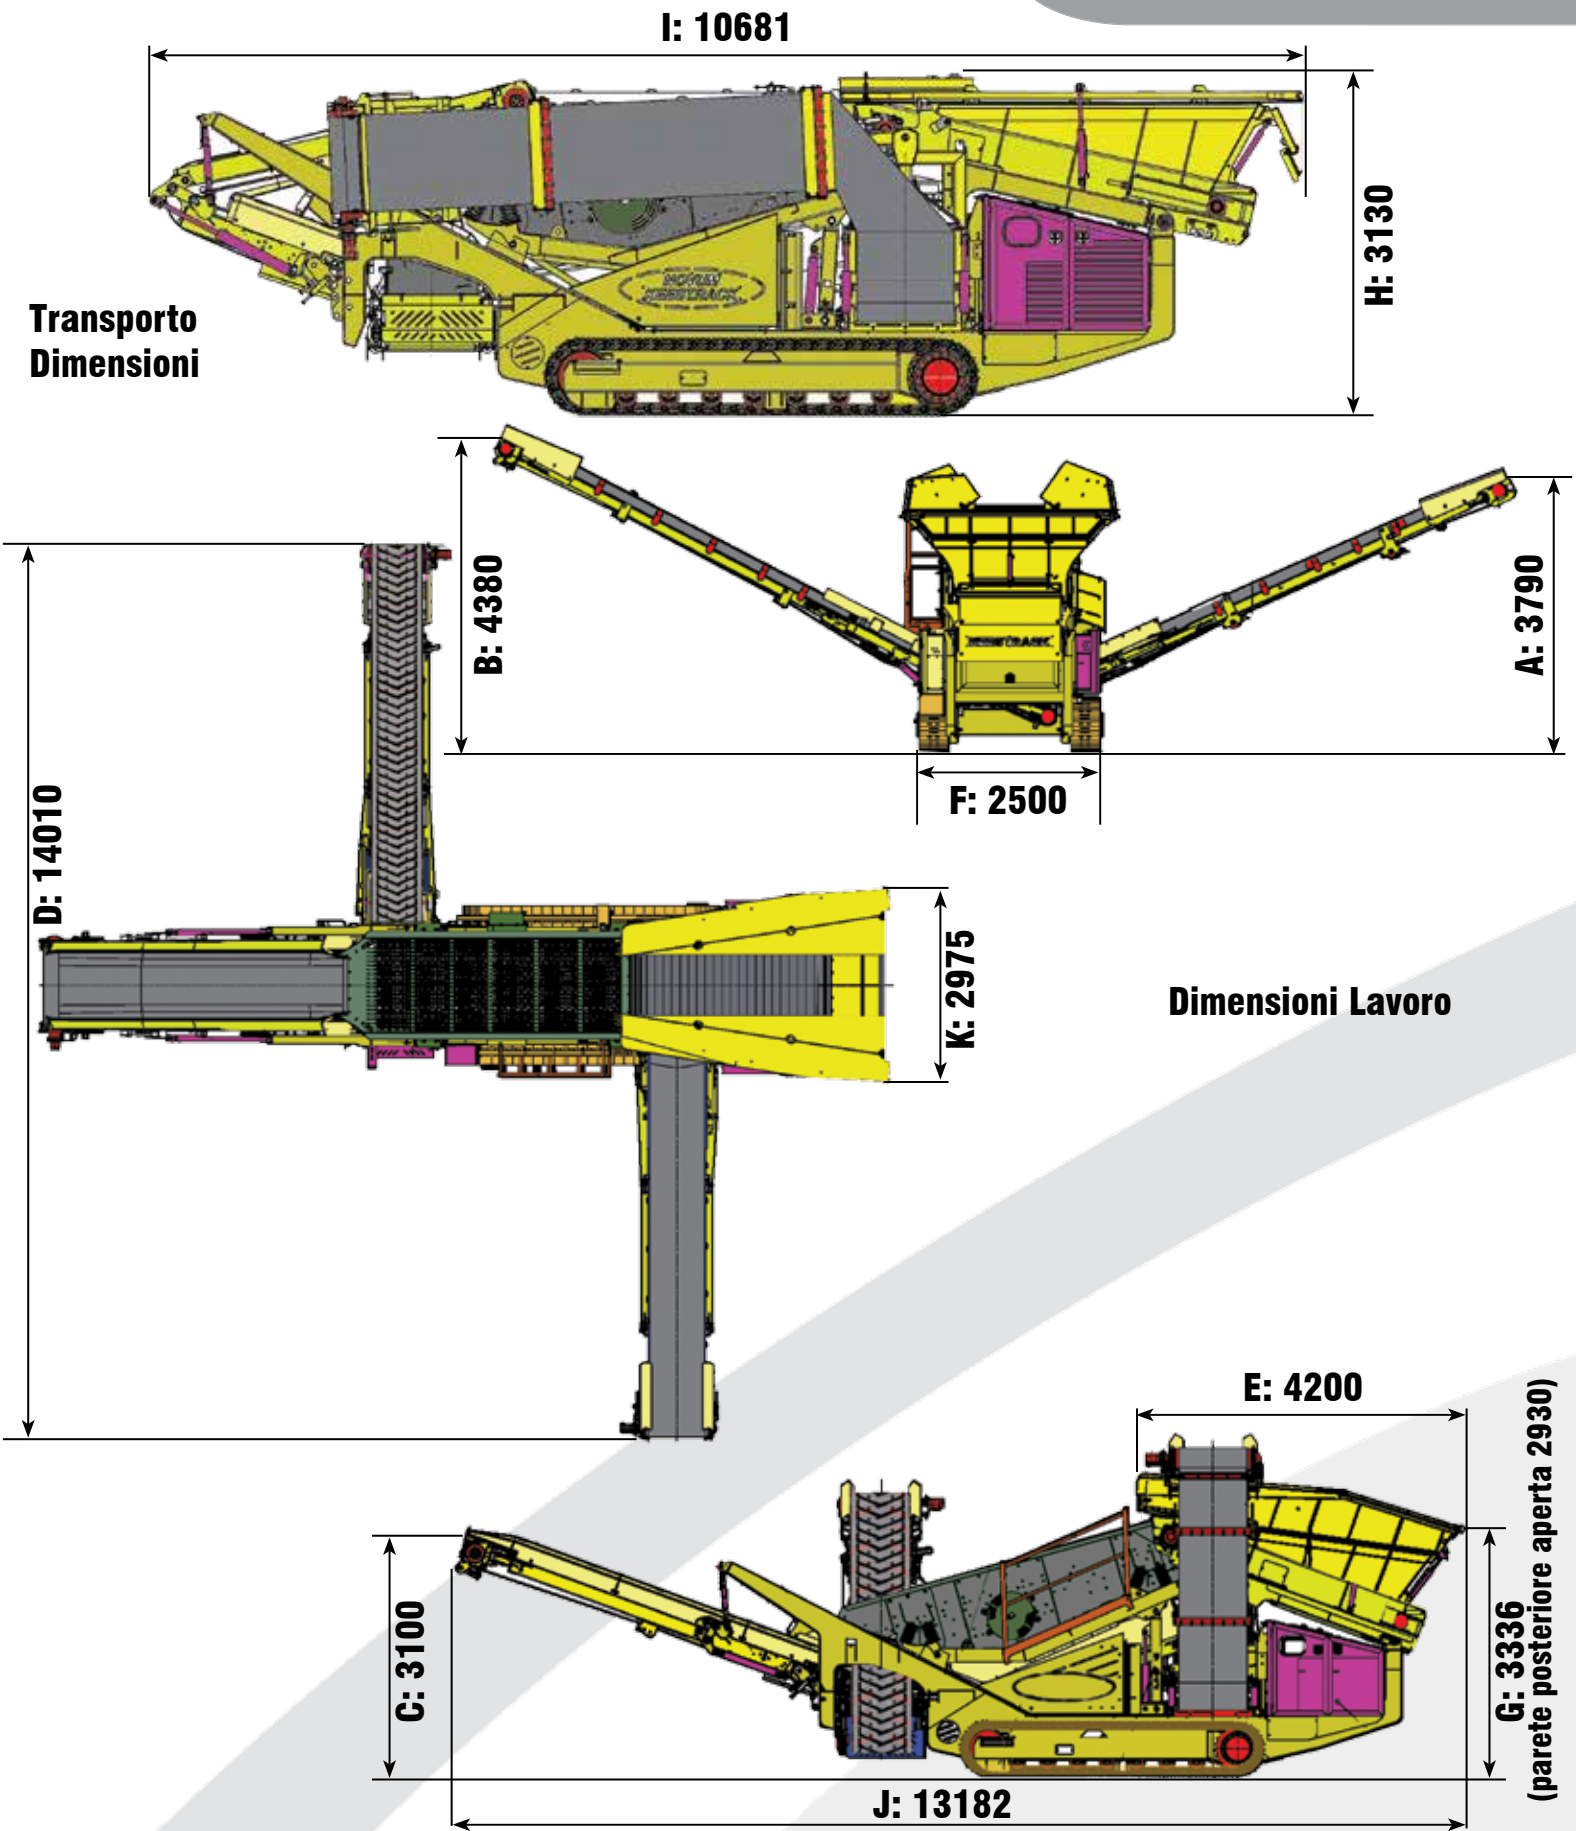 I: 10681
H: 3130
Transporto
Dimensioni
B: 4380
A: 3790
F: 2500
D: 14010
K: 2975
Dimensioni Lavoro
E: 4200
C: 3100
G: 3336
(parete posteriore aperta 2930)
J: 13182